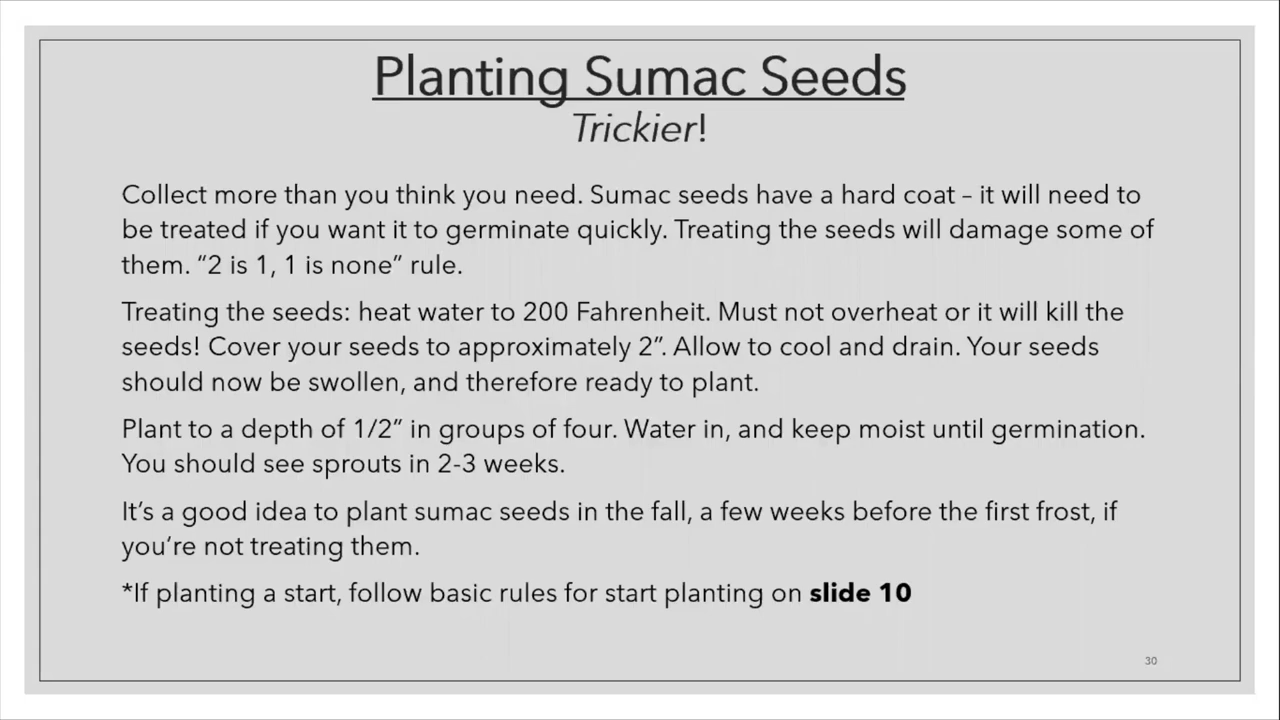 Planting Sumac Seeds
Trickier!
Collect more than you think you need. Sumac seeds have a hard coat – it will need to
be treated if you want it to germinate quickly. Treating the seeds will damage some of
them. “2 is 1, 1 is none” rule.
Treating the seeds: heat water to 200 Fahrenheit. Must not overheat or it will kill the
seeds! Cover your seeds to approximately 2”. Allow to cool and drain. Your seeds
should now be swollen, and therefore ready to plant.
Plant to a depth of 1/2” in groups of four. Water in, and keep moist until germination.
You should see sprouts in 2-3 weeks.
It’s a good idea to plant sumac seeds in the fall, a few weeks before the first frost, if
you’re not treating them.
*If planting a start, follow basic rules for start planting on slide 10
30